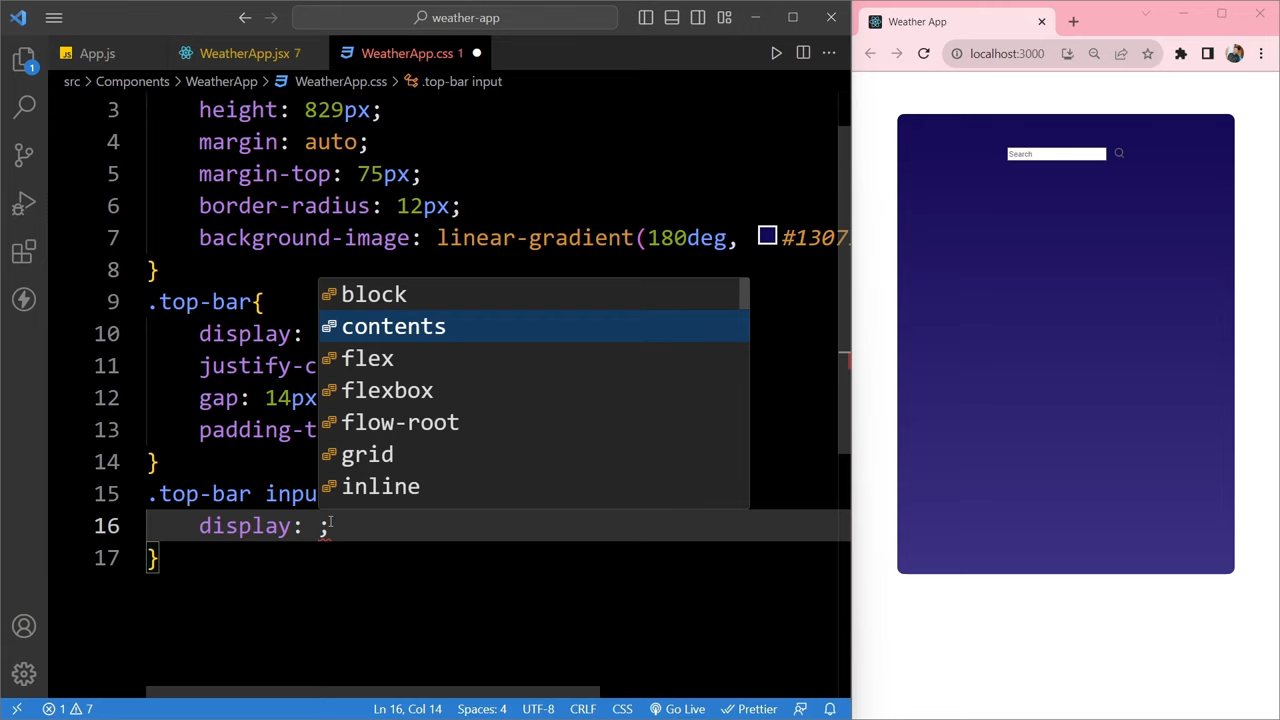 weather-app
App.js
WeatherApp.jsx 7
WeatherApp.css 1
src
Components
WeatherApp
WeatherApp.css
.top-bar input
3 height: 829px;
4 margin: auto;
5 margin-top: 75px;
6 border-radius: 12px;
7 background-image: linear-gradient(180deg, #1307
8 }
9 .top-bar{
10 display:
11 justify-c
12 gap: 14px
13 padding-t
14 }
15 .top-bar inpu
16 display: ;
17 }
block
contents
flex
flexbox
flow-root
grid
inline
1
1 7
Ln 16, Col 14
Spaces: 4
UTF-8
CRLF
CSS
Go Live
Prettier
Weather App
localhost:3000
Search